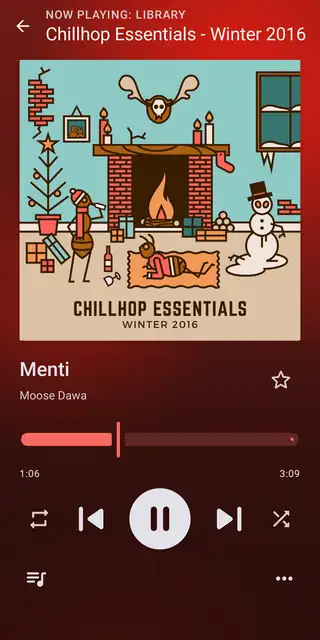 NOW PLAYING: LIBRARY
Chillhop Essentials - Winter 2016
CHILLHOP ESSENTIALS
WINTER 2016
Menti
Moose Dawa
1:06
3:09